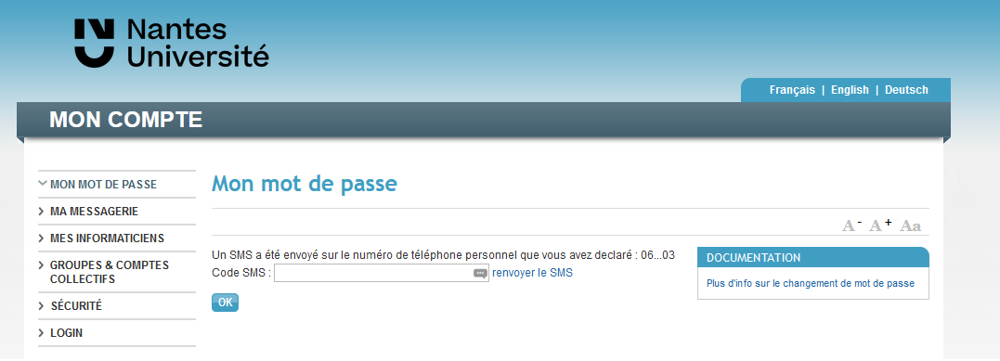 Nantes
Université
Français | English | Deutsch
MON COMPTE
MON MOT DE PASSE
MA MESSAGERIE
MES INFORMATICIENS
GROUPES & COMPTES
COLLECTIFS
SÉCURITÉ
LOGIN
Mon mot de passe
A- A+ Aa
Un SMS a été envoyé sur le numéro de téléphone personnel que vous avez declaré : 06...03
Code SMS : renvoyer le SMS
OK
DOCUMENTATION
Plus d'info sur le changement de mot de passe